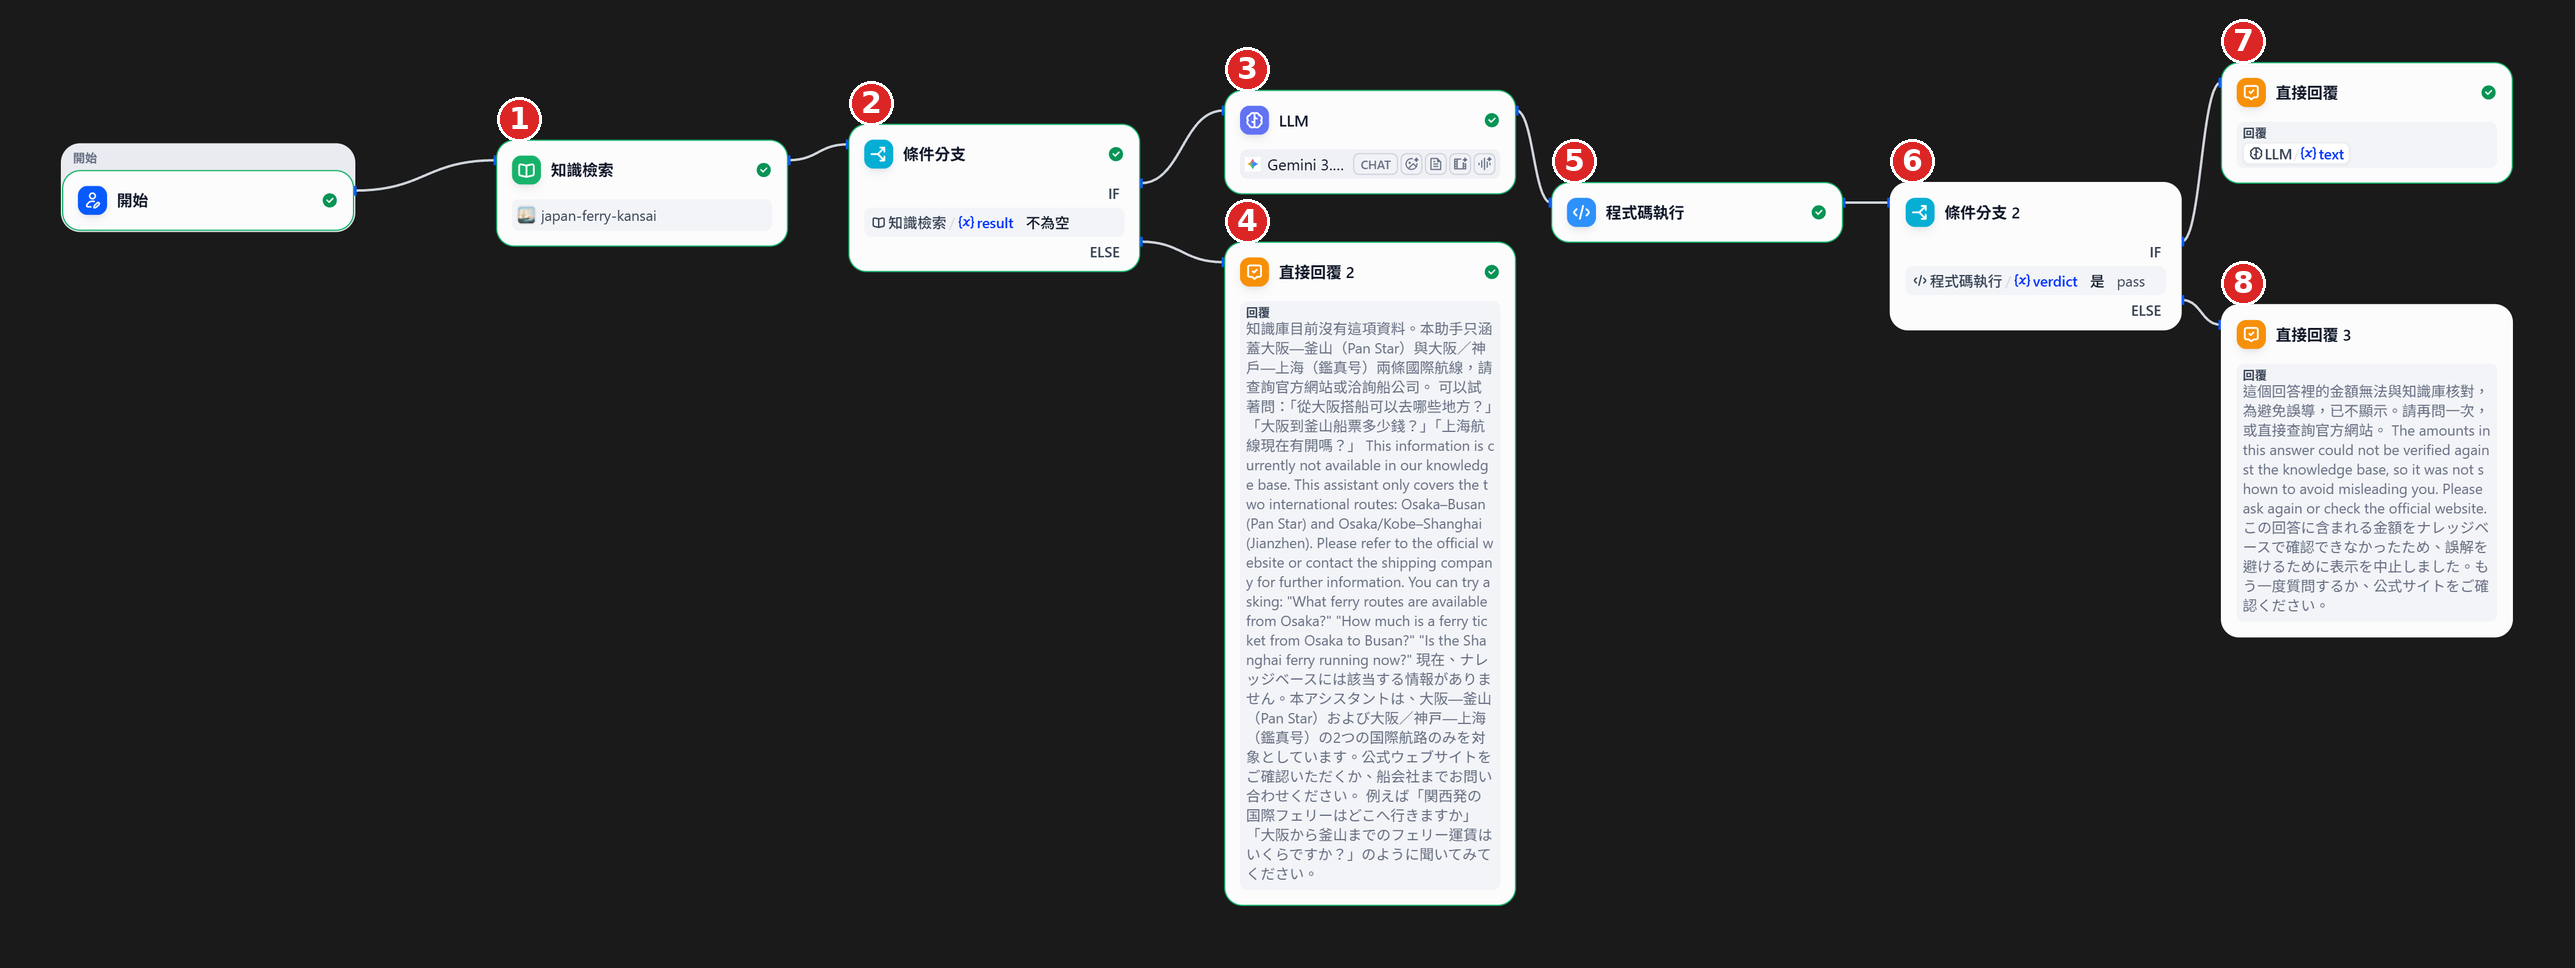 開始
開始
1
知識檢索
japan-ferry-kansai
2
條件分支
IF
知識檢索 / {x} result 不為空
ELSE
3
LLM
Gemini 3.... CHAT
4
直接回覆 2
回覆
知識庫目前沒有這項資料。本助手只涵
蓋大阪—釜山（Pan Star）與大阪／神
戶—上海（鑑真号）兩條國際航線，請
查詢官方網站或洽詢船公司。 可以試
著問：「從大阪搭船可以去哪些地方？」
「大阪到釜山船票多少錢？」「上海航
線現在有開嗎？」 This information is c
urrently not available in our knowledg
e base. This assistant only covers the t
wo international routes: Osaka–Busan
(Pan Star) and Osaka/Kobe–Shanghai
(Jianzhen). Please refer to the official w
ebsite or contact the shipping compan
y for further information. You can try a
sking: "What ferry routes are available
from Osaka?" "How much is a ferry tic
ket from Osaka to Busan?" "Is the Sha
nghai ferry running now?" 現在、ナレ
ッジベースには該当する情報がありま
せん。本アシスタントは、大阪—釜山
（Pan Star）および大阪／神戸—上海
（鑑真号）の2つの国際航路のみを対
象としています。公式ウェブサイトを
ご確認いただくか、船会社までお問い
合わせください。 例えば「関西発の
国際フェリーはどこへ行きますか」
「大阪から釜山までのフェリー運賃は
いくらですか？」のように聞いてみて
ください。
5
程式碼執行
6
條件分支 2
IF
程式碼執行 / {x} verdict 是 pass
ELSE
7
直接回覆
回覆
LLM {x} text
8
直接回覆 3
回覆
這個回答裡的金額無法與知識庫核對，
為避免誤導，已不顯示。請再問一次，
或直接查詢官方網站。 The amounts in
this answer could not be verified again
st the knowledge base, so it was not s
hown to avoid misleading you. Please
ask again or check the official website.
この回答に含まれる金額をナレッジベ
ースで確認できなかったため、誤解を
避けるために表示を中止しました。も
う一度質問するか、公式サイトをご確
認ください。